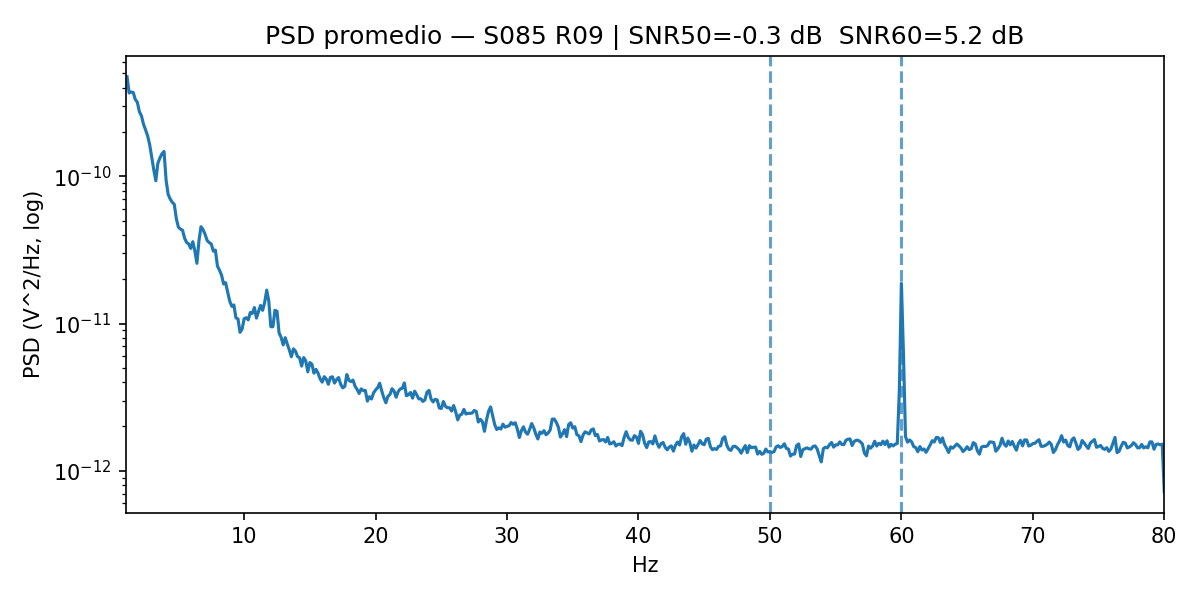 PSD promedio — S085 R09 | SNR50=-0.3 dB  SNR60=5.2 dB
PSD (V^2/Hz, log)
10^-10
10^-11
10^-12
10 20 30 40 50 60 70 80
Hz